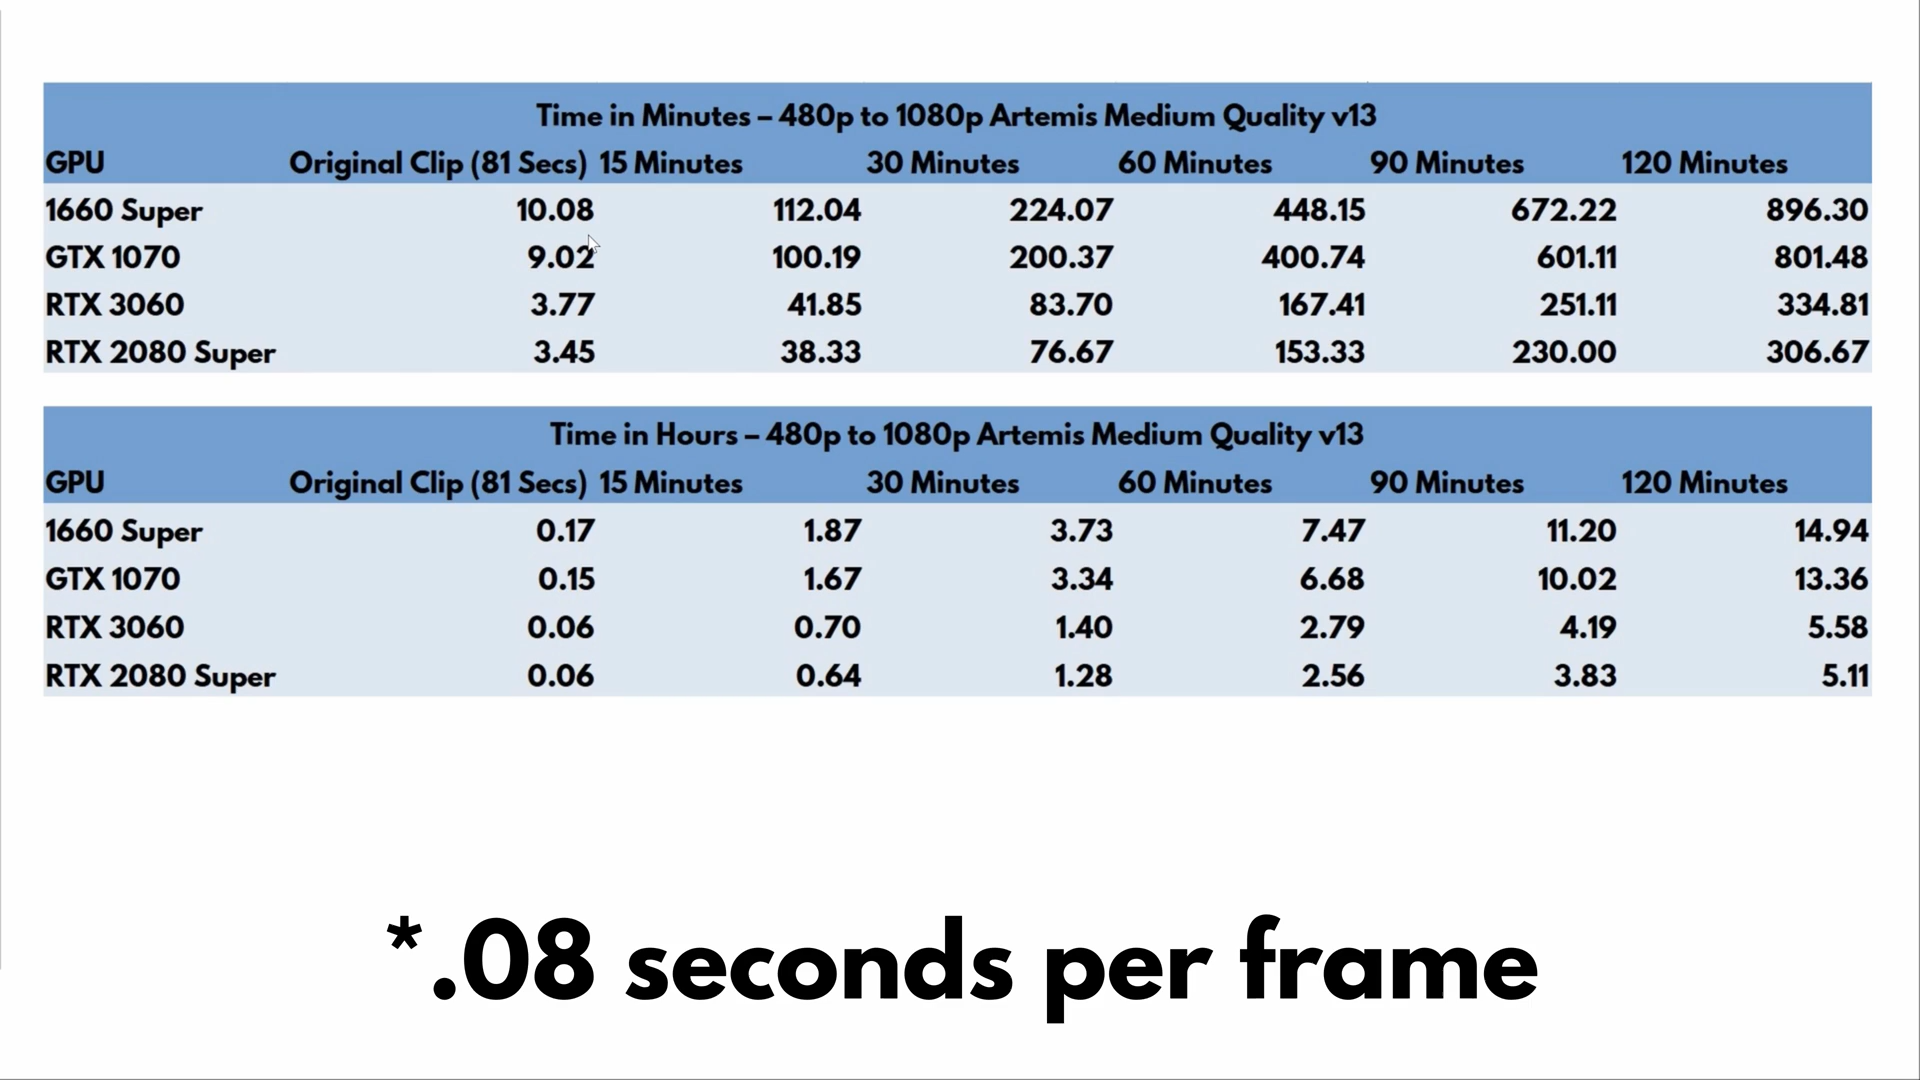 Time in Minutes – 480p to 1080p Artemis Medium Quality v13
GPU Original Clip (81 Secs) 15 Minutes 30 Minutes 60 Minutes 90 Minutes 120 Minutes
1660 Super 10.08 112.04 224.07 448.15 672.22 896.30
GTX 1070 9.02 100.19 200.37 400.74 601.11 801.48
RTX 3060 3.77 41.85 83.70 167.41 251.11 334.81
RTX 2080 Super 3.45 38.33 76.67 153.33 230.00 306.67
Time in Hours – 480p to 1080p Artemis Medium Quality v13
GPU Original Clip (81 Secs) 15 Minutes 30 Minutes 60 Minutes 90 Minutes 120 Minutes
1660 Super 0.17 1.87 3.73 7.47 11.20 14.94
GTX 1070 0.15 1.67 3.34 6.68 10.02 13.36
RTX 3060 0.06 0.70 1.40 2.79 4.19 5.58
RTX 2080 Super 0.06 0.64 1.28 2.56 3.83 5.11
*.08 seconds per frame